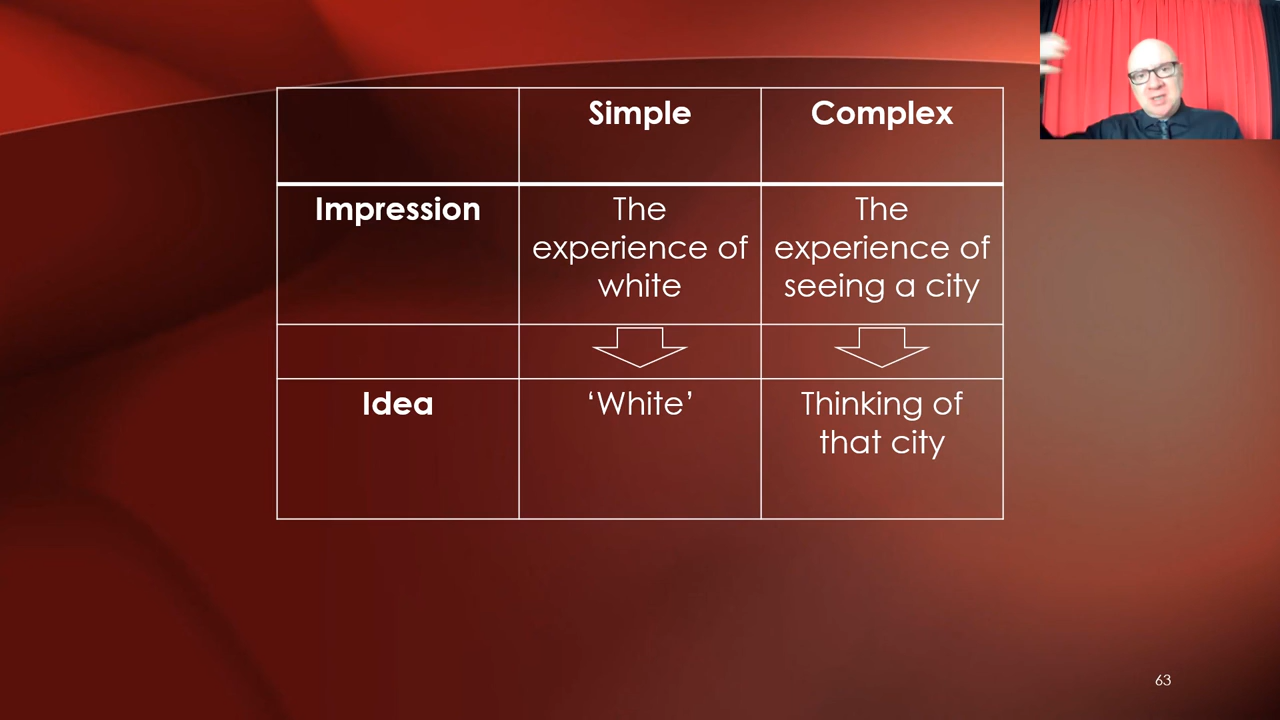 Simple
Complex
Impression
The
experience of
white
The
experience of
seeing a city
Idea
‘White’
Thinking of
that city
63